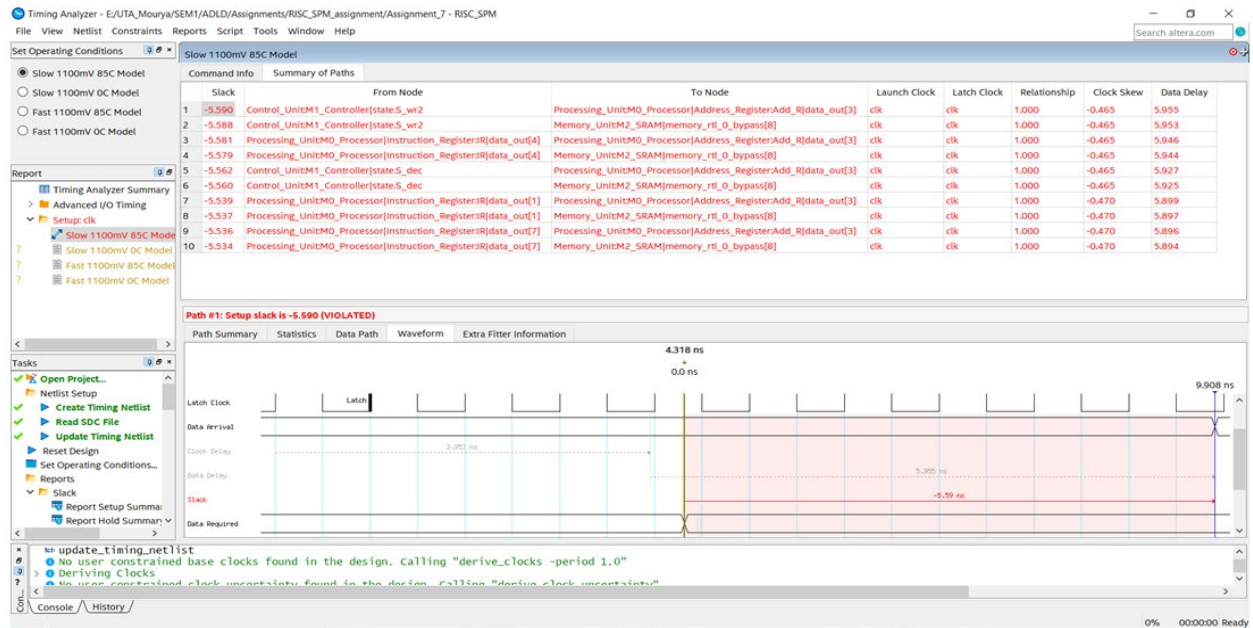 Timing Analyzer - E:/UTA_Mourya/SEM1/ADLD/Assignments/RISC_SPM_assignment/Assignment_7 - RISC_SPM
File View Netlist Constraints Reports Script Tools Window Help
Search altera.com
Set Operating Conditions
Slow 1100mV 85C Model
Slow 1100mV 0C Model
Fast 1100mV 85C Model
Fast 1100mV 0C Model
Report
Timing Analyzer Summary
Advanced I/O Timing
Setup: clk
Slow 1100mV 85C Mode
Slow 1100mV 0C Model
Fast 1100mV 85C Model
Fast 1100mV 0C Model
Tasks
Open Project...
Netlist Setup
Create Timing Netlist
Read SDC File
Update Timing Netlist
Reset Design
Set Operating Conditions...
Reports
Slack
Report Setup Summa
Report Hold Summar
Slow 1100mV 85C Model
Command Info Summary of Paths
Slack From Node To Node Launch Clock Latch Clock Relationship Clock Skew Data Delay
1 -5.590 Control_Unit:M1_Controller|state.S_wr2 Processing_Unit:M0_Processor|Address_Register:Add_R|data_out[3] clk clk 1.000 -0.465 5.955
2 -5.588 Control_Unit:M1_Controller|state.S_wr2 Memory_Unit:M2_SRAM|memory_rtl_0_bypass[8] clk clk 1.000 -0.465 5.953
3 -5.581 Processing_Unit:M0_Processor|Instruction_Register:IR|data_out[4] Processing_Unit:M0_Processor|Address_Register:Add_R|data_out[3] clk clk 1.000 -0.465 5.946
4 -5.579 Processing_Unit:M0_Processor|Instruction_Register:IR|data_out[4] Memory_Unit:M2_SRAM|memory_rtl_0_bypass[8] clk clk 1.000 -0.465 5.944
5 -5.562 Control_Unit:M1_Controller|state.S_dec Processing_Unit:M0_Processor|Address_Register:Add_R|data_out[3] clk clk 1.000 -0.465 5.927
6 -5.560 Control_Unit:M1_Controller|state.S_dec Memory_Unit:M2_SRAM|memory_rtl_0_bypass[8] clk clk 1.000 -0.465 5.925
7 -5.539 Processing_Unit:M0_Processor|Instruction_Register:IR|data_out[1] Processing_Unit:M0_Processor|Address_Register:Add_R|data_out[3] clk clk 1.000 -0.470 5.899
8 -5.537 Processing_Unit:M0_Processor|Instruction_Register:IR|data_out[1] Memory_Unit:M2_SRAM|memory_rtl_0_bypass[8] clk clk 1.000 -0.470 5.897
9 -5.536 Processing_Unit:M0_Processor|Instruction_Register:IR|data_out[7] Processing_Unit:M0_Processor|Address_Register:Add_R|data_out[3] clk clk 1.000 -0.470 5.896
10 -5.534 Processing_Unit:M0_Processor|Instruction_Register:IR|data_out[7] Memory_Unit:M2_SRAM|memory_rtl_0_bypass[8] clk clk 1.000 -0.470 5.894
Path #1: Setup slack is -5.590 (VIOLATED)
Path Summary Statistics Data Path Waveform Extra Fitter Information
4.318 ns
0.0 ns
9.908 ns
Latch Clock
Latch
Data Arrival
Clock Delay
3.953 ns
Data Delay
5.955 ns
Slack
-5.59 ns
Data Required
update_timing_netlist
No user constrained base clocks found in the design. Calling "derive_clocks -period 1.0"
Deriving Clocks
No user constrained clock uncertainty found in the design. Calling "derive_clock_uncertainty"
Con...
Console History
0% 00:00:00 Ready